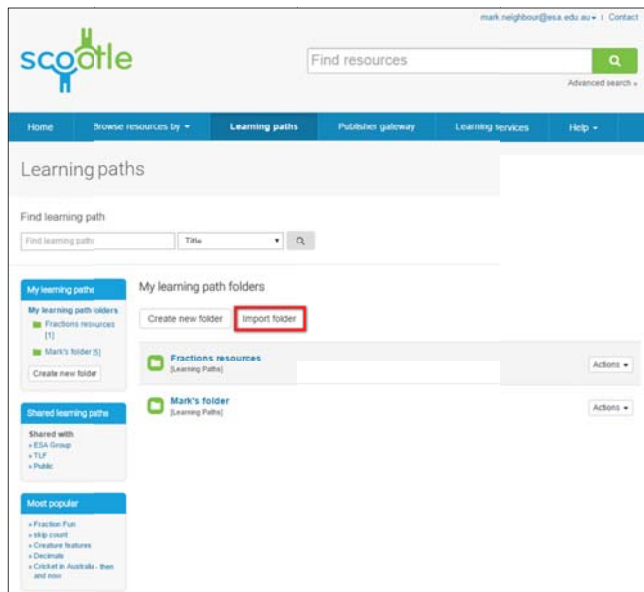 mark.neighbour@esa.edu.au | Contact
scootle
Find resources
Advanced search »
Home Browse resources by Learning paths Publisher gateway Learning services Help
Learning paths
Find learning path
Find learning paths Title
My learning paths
My learning path folders
Fractions resources
[1]
Mark's folder [5]
Create new folder
Shared learning paths
Shared with
» ESA Group
» TLF
» Public
Most popular
» Fraction Fun
» skip count
» Creature features
» Decimals
» Cricket in Australia - then
and now
My learning path folders
Create new folder Import folder
Fractions resources
[Learning Paths]
Actions
Mark's folder
[Learning Paths]
Actions